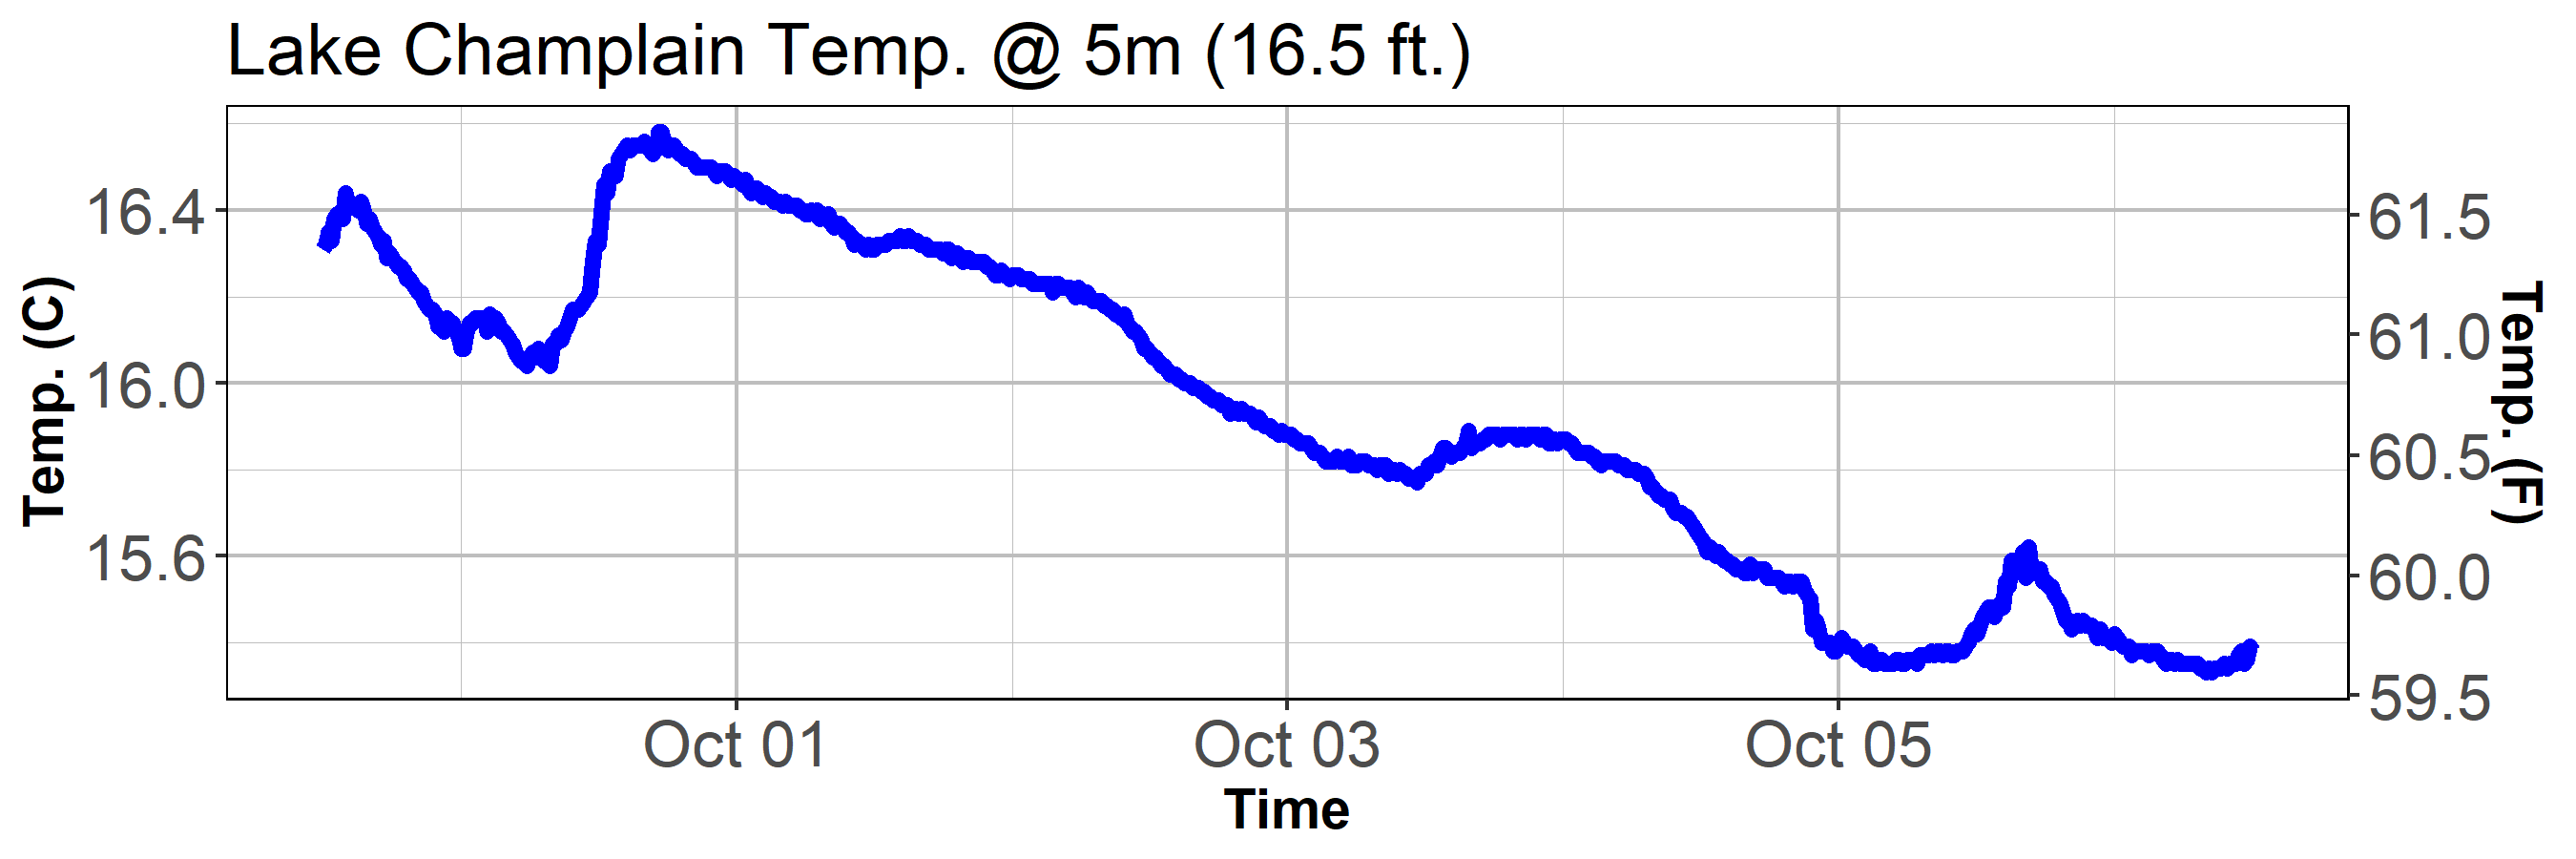 Lake Champlain Temp. @ 5m (16.5 ft.)
Temp. (C)
16.4
16.0
15.6
61.5
61.0
60.5
60.0
59.5
Temp. (F)
Oct 01 Oct 03 Oct 05
Time